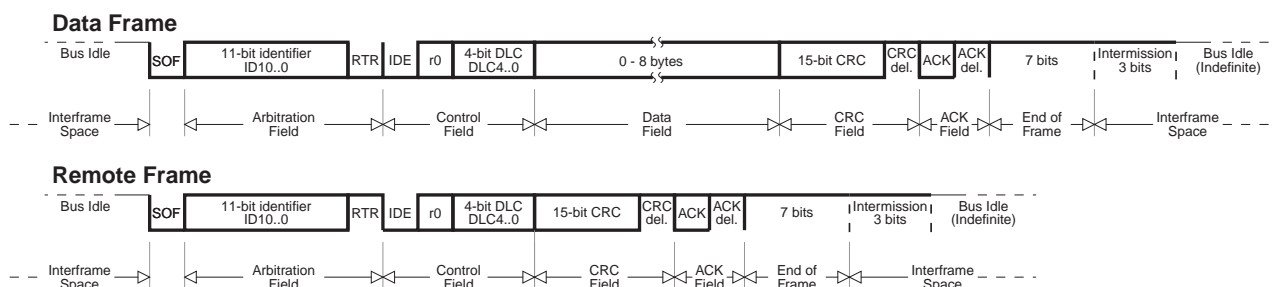 Data Frame
Bus Idle
SOF
11-bit identifier
ID10..0
RTR
IDE
r0
4-bit DLC
DLC4..0
0 - 8 bytes
15-bit CRC
CRC
del.
ACK
ACK
del.
7 bits
Intermission
3 bits
Bus Idle
(Indefinite)
Interframe
Space
Arbitration
Field
Control
Field
Data
Field
CRC
Field
ACK
Field
End of
Frame
Interframe
Space
Remote Frame
Bus Idle
SOF
11-bit identifier
ID10..0
RTR
IDE
r0
4-bit DLC
DLC4..0
15-bit CRC
CRC
del.
ACK
ACK
del.
7 bits
Intermission
3 bits
Bus Idle
(Indefinite)
Interframe
Space
Arbitration
Field
Control
Field
CRC
Field
ACK
Field
End of
Frame
Interframe
Space